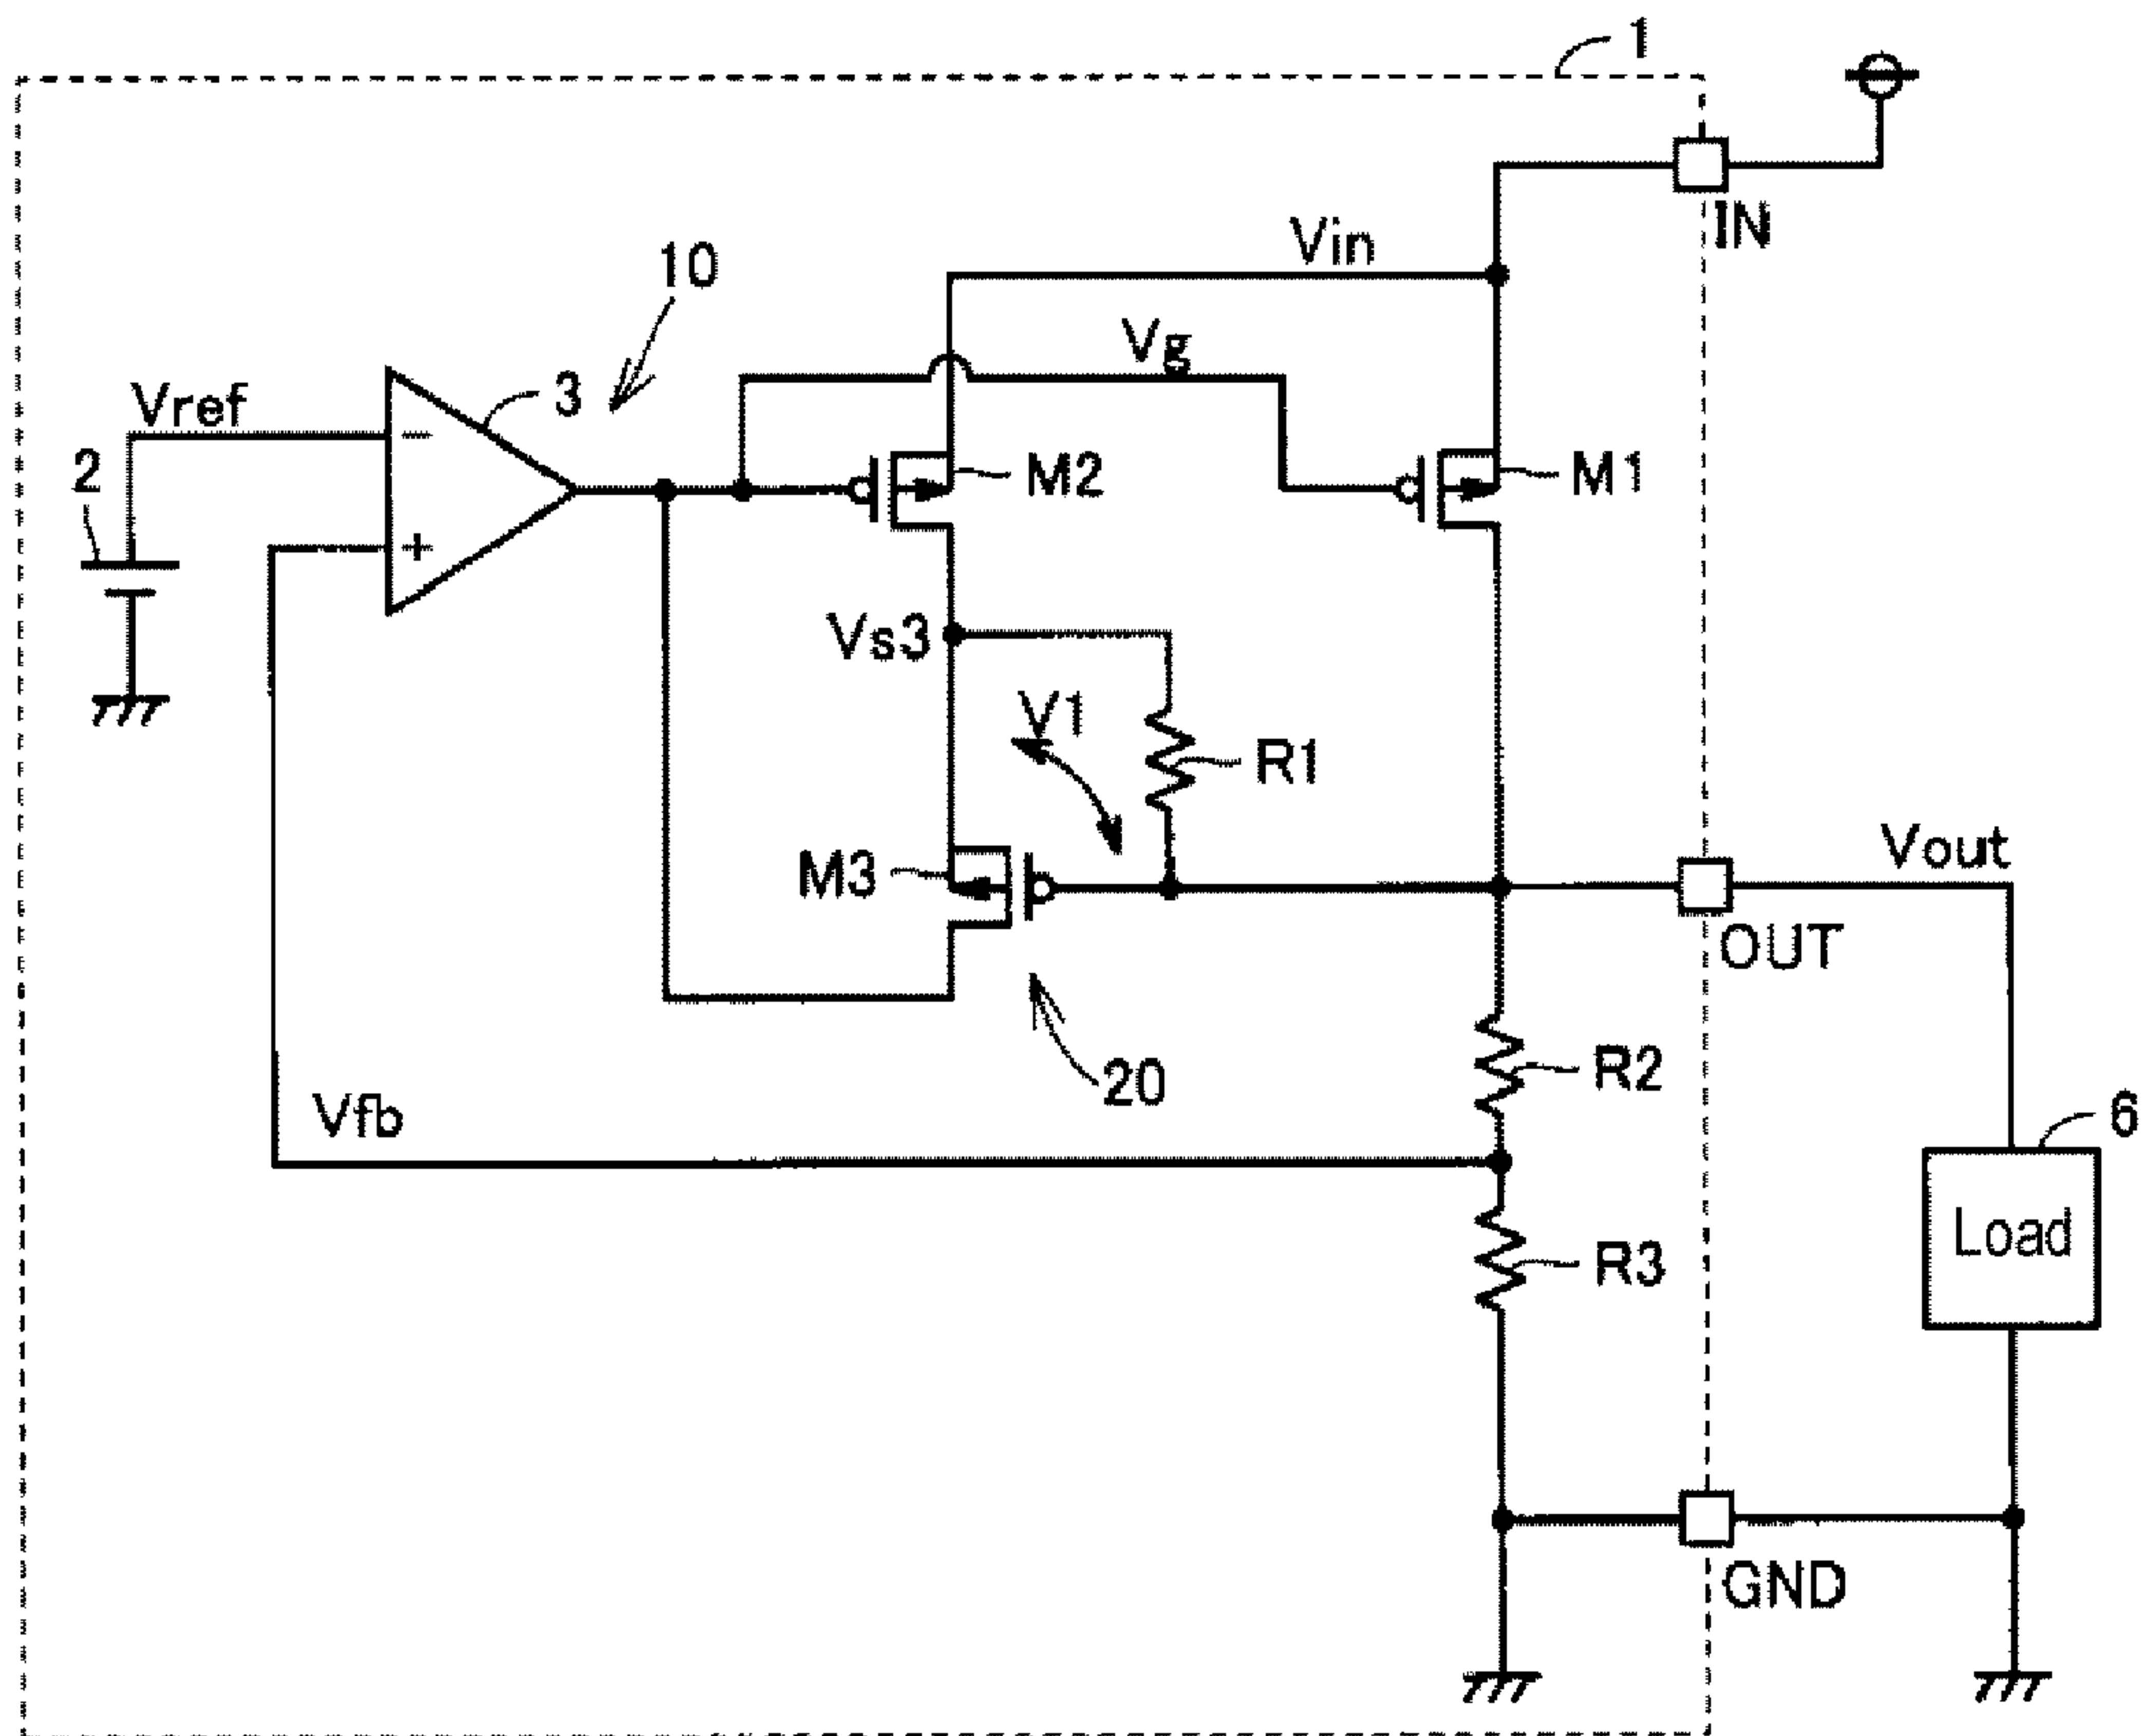 1
IN
Vin
10
Vg
Vref
3
−
+
2
M2
M1
Vs3
V1
R1
M3
Vout
OUT
20
R2
Vfb
6
Load
R3
GND